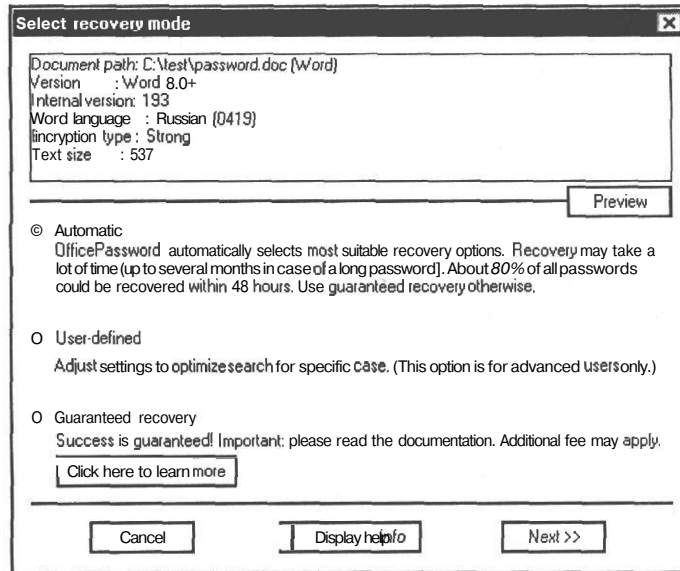 Select recovery mode
Document path: C:\test\password.doc (Word)
Version : Word 8.0+
Internal version: 193
Word language : Russian (0419)
Encryption type : Strong
Text size : 537
Preview
© Automatic
OfficePassword automatically selects most suitable recovery options. Recovery may take a
lot of time (up to several months in case of a long password]. About 80% of all passwords
could be recovered within 48 hours. Use guaranteed recovery otherwise.
O User-defined
Adjust settings to optimize search for specific case. (This option is for advanced users only.)
O Guaranteed recovery
Success is guaranteed! Important: please read the documentation. Additional fee may apply.
Click here to learn more
Cancel
Display help info
Next >>